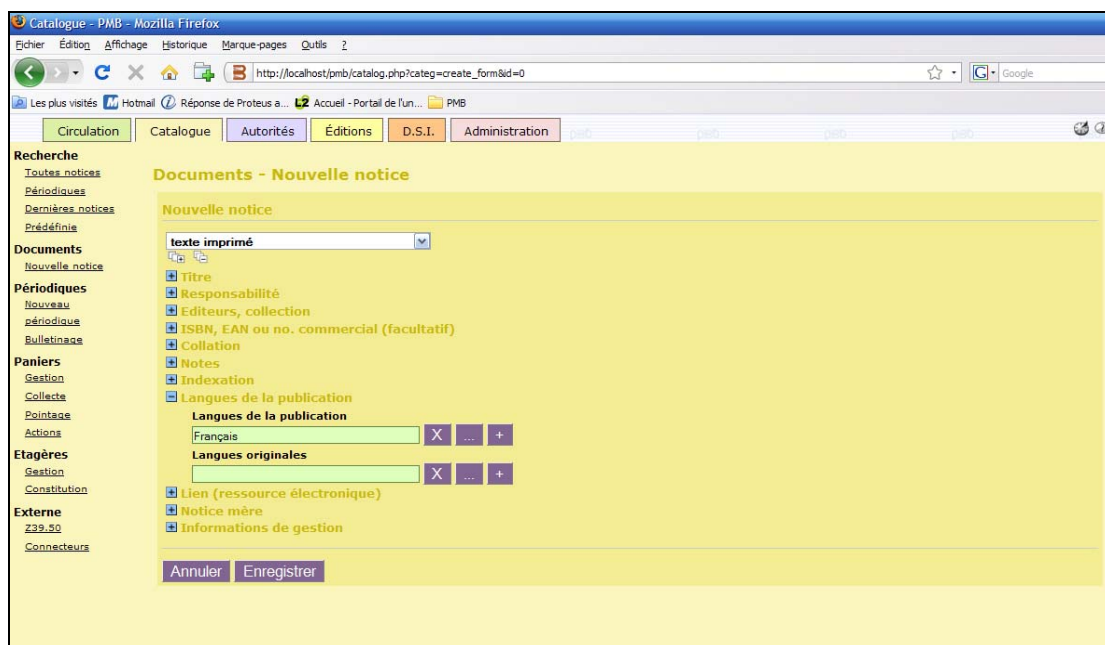 Catalogue - PMB - Mozilla Firefox
Fichier Édition Affichage Historique Marque-pages Outils ?
http://localhost/pmb/catalog.php?categ=create_form&id=0
G Google
Les plus visités Hotmail Réponse de Proteus a... L2 Accueil - Portail de l'un... PMB
Circulation Catalogue Autorités Éditions D.S.I. Administration
pmb pmb pmb pmb
Recherche
Toutes notices
Périodiques
Dernières notices
Prédéfinie
Documents
Nouvelle notice
Périodiques
Nouveau
périodique
Bulletinage
Paniers
Gestion
Collecte
Pointage
Actions
Etagères
Gestion
Constitution
Externe
Z39.50
Connecteurs
Documents - Nouvelle notice
Nouvelle notice
texte imprimé
Titre
Responsabilité
Editeurs, collection
ISBN, EAN ou no. commercial (facultatif)
Collation
Notes
Indexation
Langues de la publication
Langues de la publication
Français X ... +
Langues originales
X ... +
Lien (ressource électronique)
Notice mère
Informations de gestion
Annuler Enregistrer